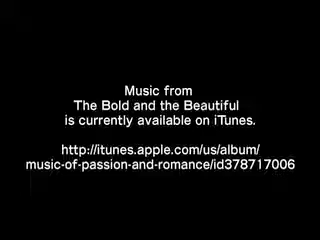 Music from
The Bold and the Beautiful
is currently available on iTunes.
http://itunes.apple.com/us/album/
music-of-passion-and-romance/id378717006